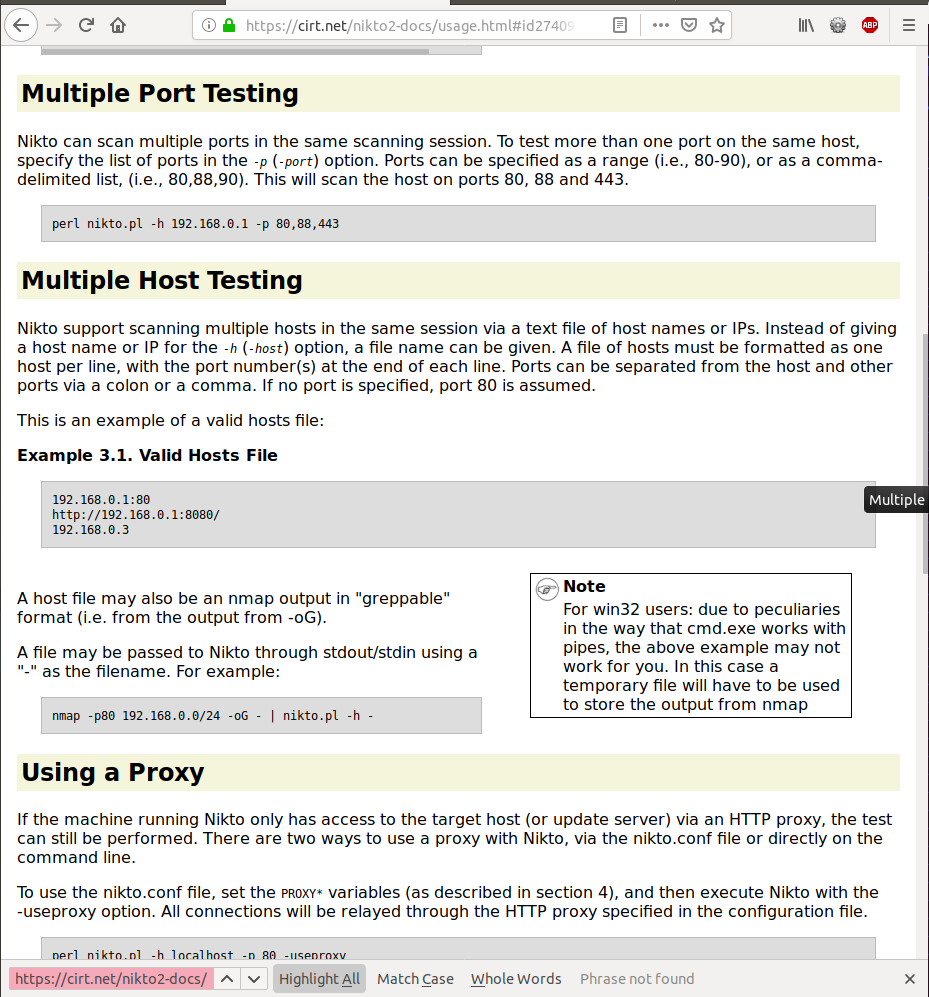 https://cirt.net/nikto2-docs/usage.html#id27409
ABP
Multiple Port Testing
Nikto can scan multiple ports in the same scanning session. To test more than one port on the same host,
specify the list of ports in the -p (-port) option. Ports can be specified as a range (i.e., 80-90), or as a comma-
delimited list, (i.e., 80,88,90). This will scan the host on ports 80, 88 and 443.
perl nikto.pl -h 192.168.0.1 -p 80,88,443
Multiple Host Testing
Nikto support scanning multiple hosts in the same session via a text file of host names or IPs. Instead of giving
a host name or IP for the -h (-host) option, a file name can be given. A file of hosts must be formatted as one
host per line, with the port number(s) at the end of each line. Ports can be separated from the host and other
ports via a colon or a comma. If no port is specified, port 80 is assumed.
This is an example of a valid hosts file:
Example 3.1. Valid Hosts File
192.168.0.1:80
http://192.168.0.1:8080/
192.168.0.3
Multiple
A host file may also be an nmap output in "greppable"
format (i.e. from the output from -oG).
A file may be passed to Nikto through stdout/stdin using a
"-" as the filename. For example:
nmap -p80 192.168.0.0/24 -oG - | nikto.pl -h -
Note
For win32 users: due to peculiaries
in the way that cmd.exe works with
pipes, the above example may not
work for you. In this case a
temporary file will have to be used
to store the output from nmap
Using a Proxy
If the machine running Nikto only has access to the target host (or update server) via an HTTP proxy, the test
can still be performed. There are two ways to use a proxy with Nikto, via the nikto.conf file or directly on the
command line.
To use the nikto.conf file, set the PROXY* variables (as described in section 4), and then execute Nikto with the
-useproxy option. All connections will be relayed through the HTTP proxy specified in the configuration file.
perl nikto.pl -h localhost -p 80 -useproxy
https://cirt.net/nikto2-docs/ Highlight All Match Case Whole Words Phrase not found